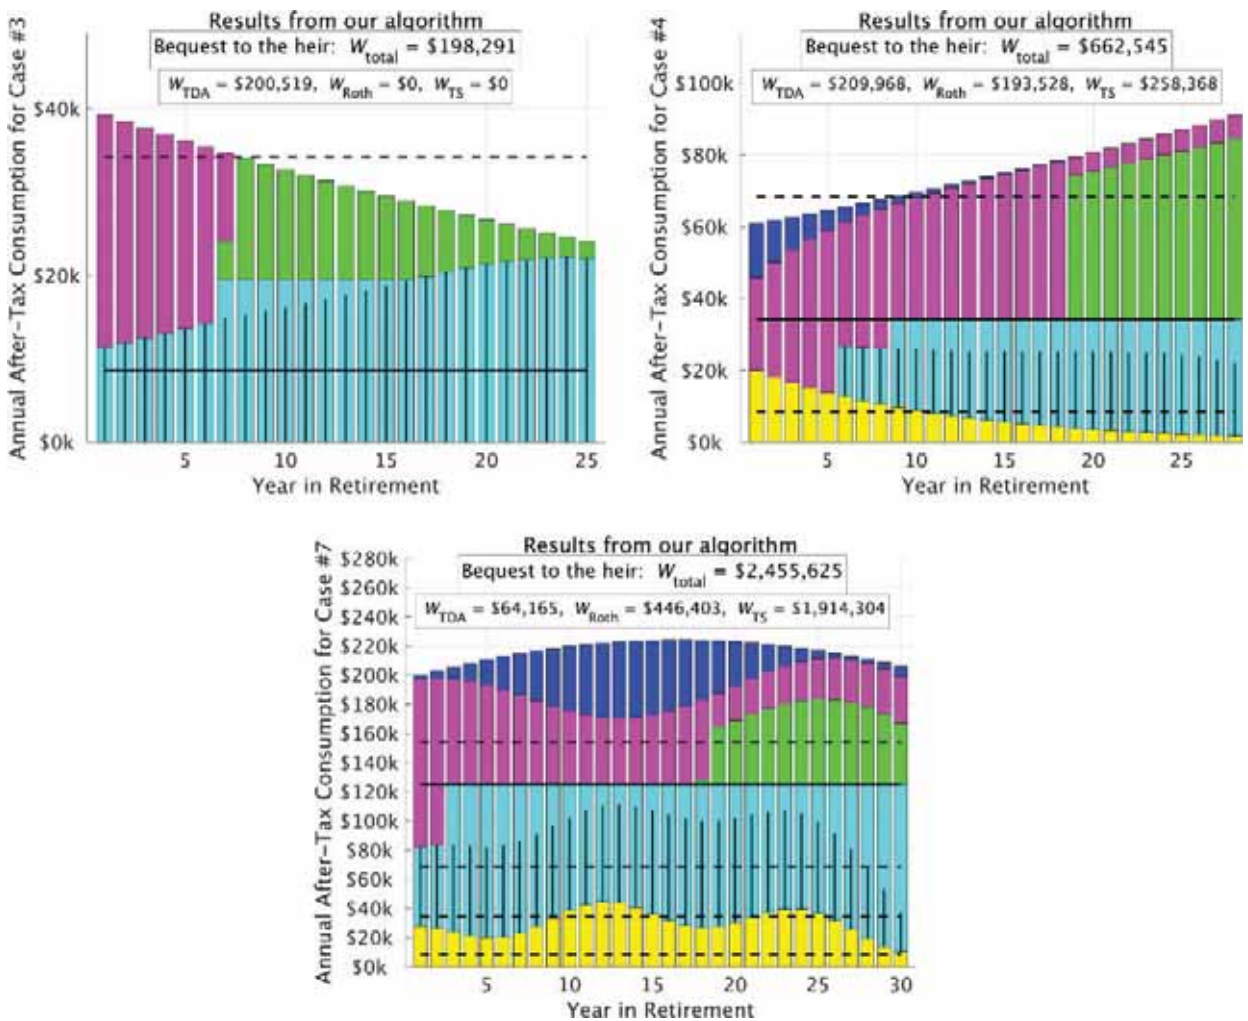 Results from our algorithm
Bequest to the heir: W_total = $198,291
W_TDA = $200,519, W_Roth = $0, W_TS = $0
Annual After-Tax Consumption for Case #3
$40k
$20k
$0k
5 10 15 20 25
Year in Retirement
Results from our algorithm
Bequest to the heir: W_total = $662,545
W_TDA = $209,968, W_Roth = $193,528, W_TS = $258,368
Annual After-Tax Consumption for Case #4
$100k
$80k
$60k
$40k
$20k
$0k
5 10 15 20 25
Year in Retirement
Results from our algorithm
Bequest to the heir: W_total = $2,455,625
W_TDA = $64,165, W_Roth = $446,403, W_TS = $1,914,304
Annual After-Tax Consumption for Case #7
$280k
$260k
$240k
$220k
$200k
$180k
$160k
$140k
$120k
$100k
$80k
$60k
$40k
$20k
$0k
5 10 15 20 25 30
Year in Retirement